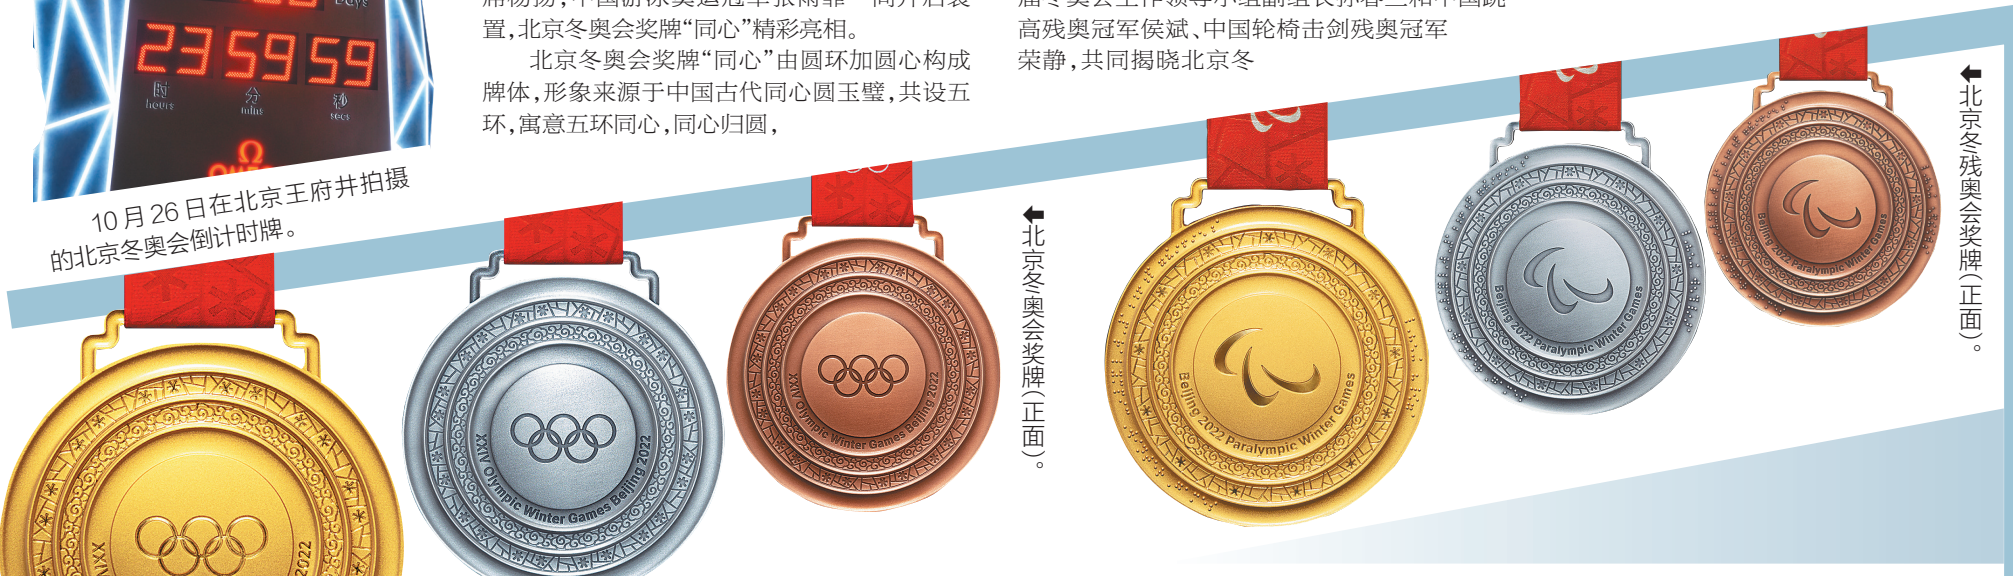 Days
23 59 59
时 分 秒
hours mins secs
Ω
10月26日在北京王府井拍摄
的北京冬奥会倒计时牌。
置,北京冬奥会奖牌“同心”精彩亮相。
北京冬奥会奖牌“同心”由圆环加圆心构成
牌体,形象来源于中国古代同心圆玉璧,共设五
环,寓意五环同心,同心归圆,
高残奥冠军侯斌、中国轮椅击剑残奥冠军
荣静,共同揭晓北京冬
2022
XXIV Olympic Winter Games Beijing 2022
XXIV Olympic Winter Games Beijing 2022
北京冬奥会奖牌(正面)。
Beijing 2022 Paralympic Winter Games
Beijing 2022 Paralympic Winter Games
Beijing 2022 Paralympic Winter Games
北京冬残奥会奖牌(正面)。